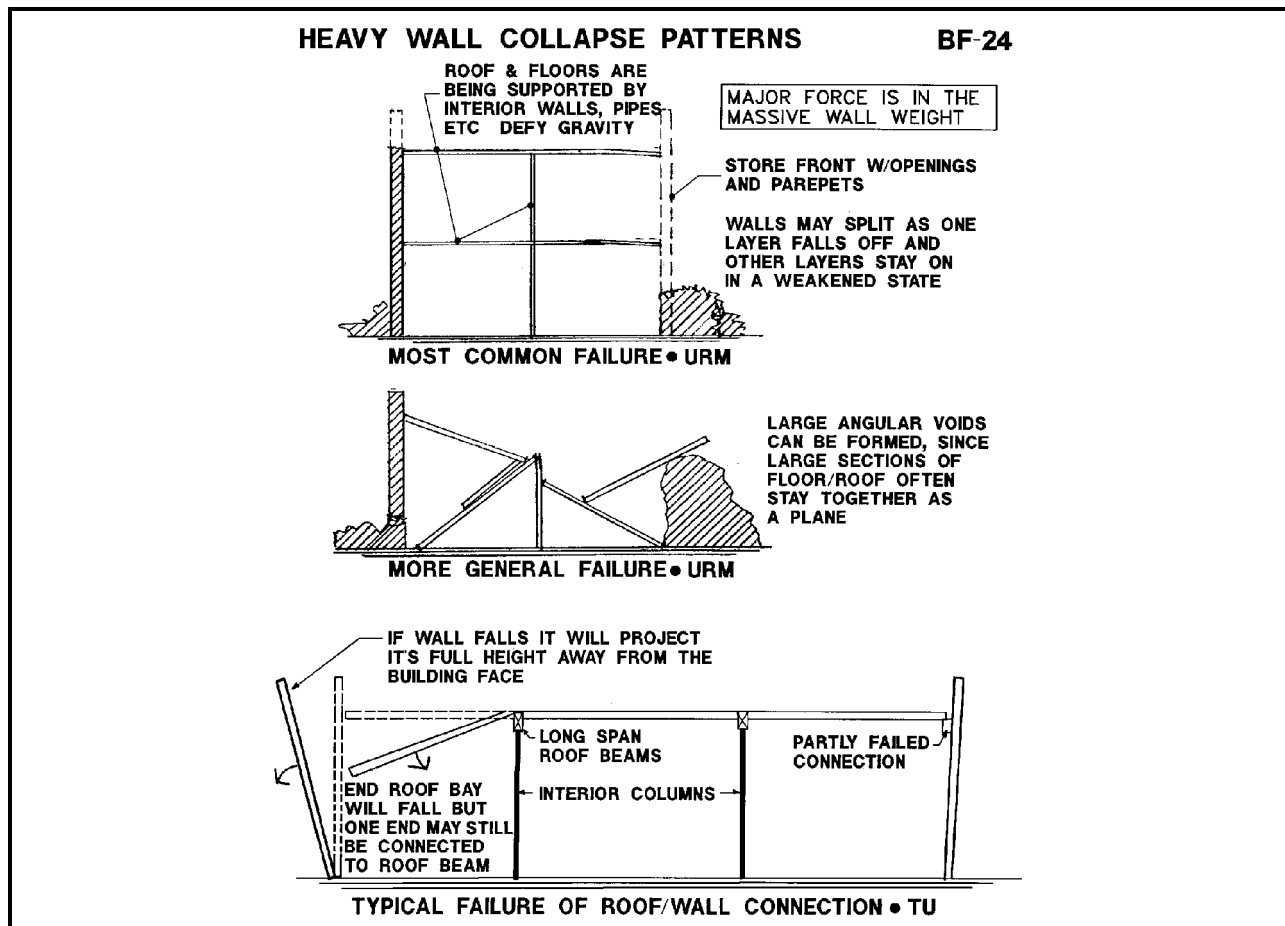 HEAVY WALL COLLAPSE PATTERNS BF-24
ROOF & FLOORS ARE
BEING SUPPORTED BY
INTERIOR WALLS, PIPES
ETC DEFY GRAVITY
MAJOR FORCE IS IN THE
MASSIVE WALL WEIGHT
STORE FRONT W/OPENINGS
AND PAREPETS
WALLS MAY SPLIT AS ONE
LAYER FALLS OFF AND
OTHER LAYERS STAY ON
IN A WEAKENED STATE
MOST COMMON FAILURE • URM
LARGE ANGULAR VOIDS
CAN BE FORMED, SINCE
LARGE SECTIONS OF
FLOOR/ROOF OFTEN
STAY TOGETHER AS
A PLANE
MORE GENERAL FAILURE • URM
IF WALL FALLS IT WILL PROJECT
IT'S FULL HEIGHT AWAY FROM THE
BUILDING FACE
LONG SPAN
ROOF BEAMS
PARTLY FAILED
CONNECTION
INTERIOR COLUMNS
END ROOF BAY
WILL FALL BUT
ONE END MAY STILL
BE CONNECTED
TO ROOF BEAM
TYPICAL FAILURE OF ROOF/WALL CONNECTION • TU